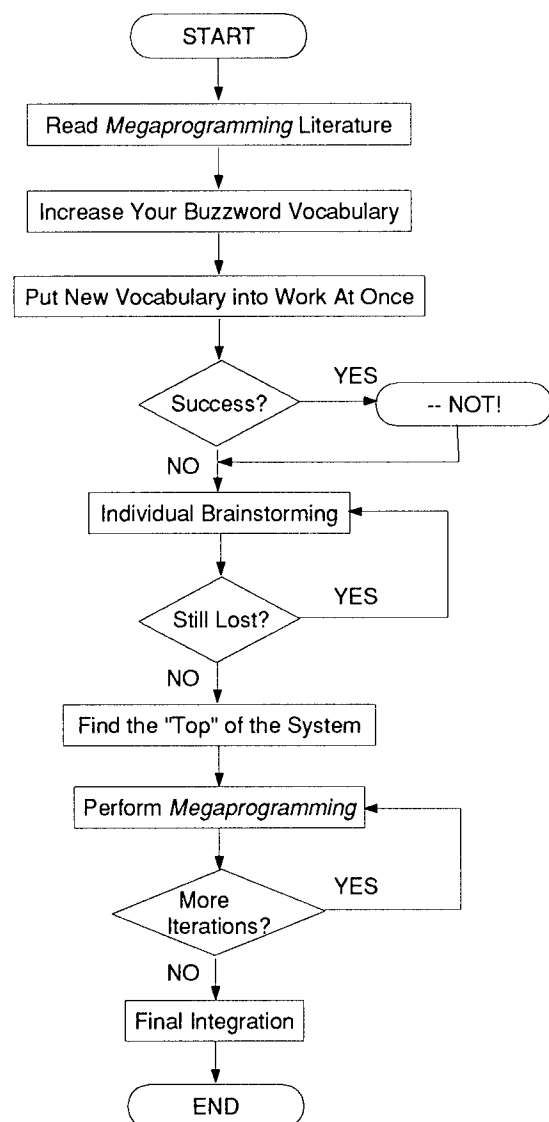 START
Read Megaprogramming Literature
Increase Your Buzzword Vocabulary
Put New Vocabulary into Work At Once
YES
Success?
-- NOT!
NO
Individual Brainstorming
YES
Still Lost?
NO
Find the "Top" of the System
Perform Megaprogramming
YES
More
Iterations?
NO
Final Integration
END